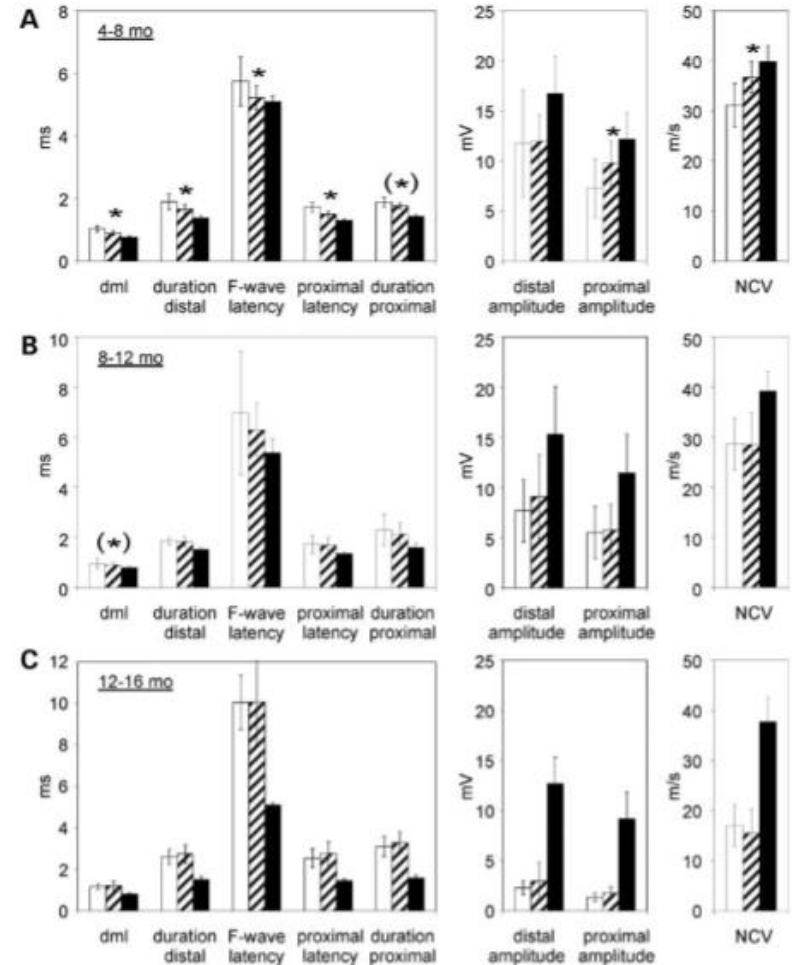 A
4-8 mo
8
6
4
2
0
ms
*
*
*
*
(*)
dml duration distal F-wave latency proximal latency duration proximal
25
20
15
10
5
0
mV
*
distal amplitude proximal amplitude
50
40
30
20
10
0
m/s
*
NCV
B
8-12 mo
10
8
6
4
2
0
ms
(*)
dml duration distal F-wave latency proximal latency duration proximal
25
20
15
10
5
0
mV
distal amplitude proximal amplitude
50
40
30
20
10
0
m/s
NCV
C
12-16 mo
12
10
8
6
4
2
0
ms
dml duration distal F-wave latency proximal latency duration proximal
25
20
15
10
5
0
mV
distal amplitude proximal amplitude
50
40
30
20
10
0
m/s
NCV